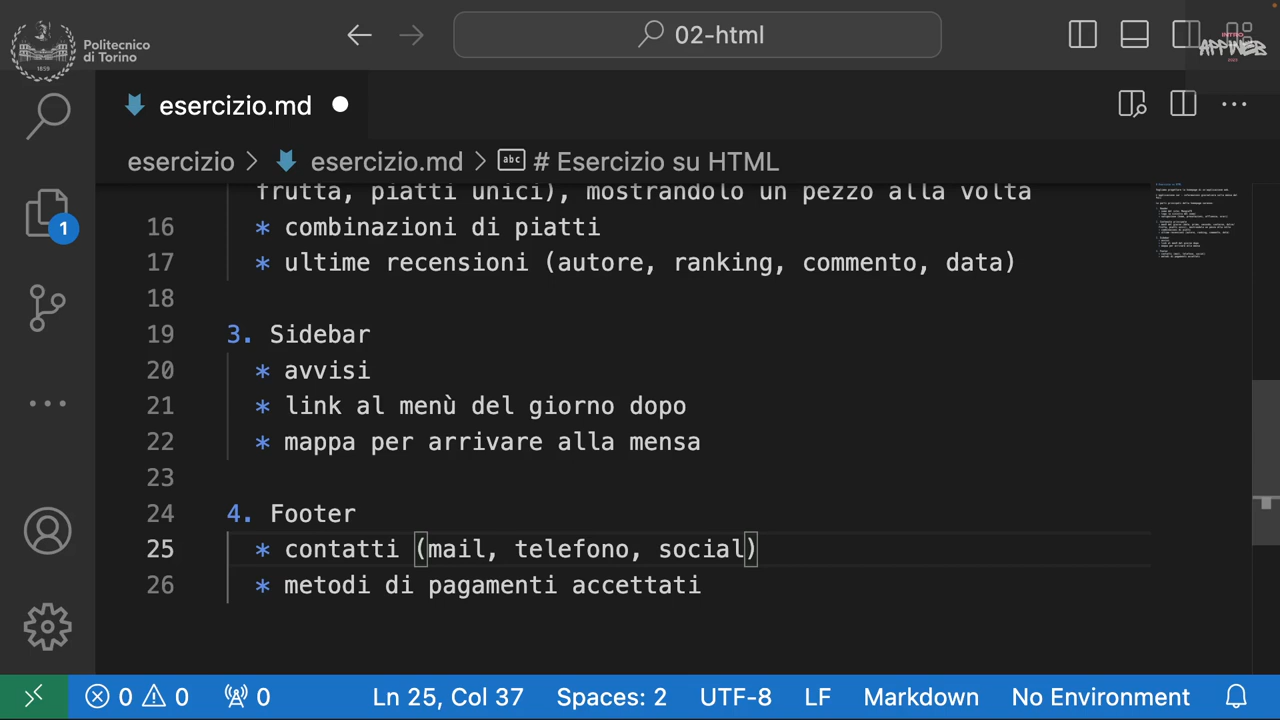 Politecnico
di Torino
1859
02-html
INTRO
APPWEB
esercizio.md
esercizio > esercizio.md > abc # Esercizio su HTML
frutta, piatti unici), mostrandolo un pezzo alla volta
16 * combinazioni di piatti
17 * ultime recensioni (autore, ranking, commento, data)
18
19 3. Sidebar
20 * avvisi
21 * link al menù del giorno dopo
22 * mappa per arrivare alla mensa
23
24 4. Footer
25 * contatti (mail, telefono, social)
26 * metodi di pagamenti accettati
1
0 0 0 Ln 25, Col 37 Spaces: 2 UTF-8 LF Markdown No Environment